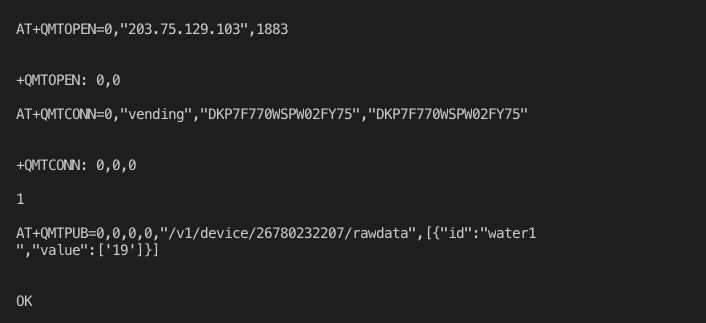 AT+QMTOPEN=0,"203.75.129.103",1883
+QMTOPEN: 0,0
AT+QMTCONN=0,"vending","DKP7F770WSPW02FY75","DKP7F770WSPW02FY75"
+QMTCONN: 0,0,0
1
AT+QMTPUB=0,0,0,0,"/v1/device/26780232207/rawdata",[{"id":"water1
","value":['19']}]
OK